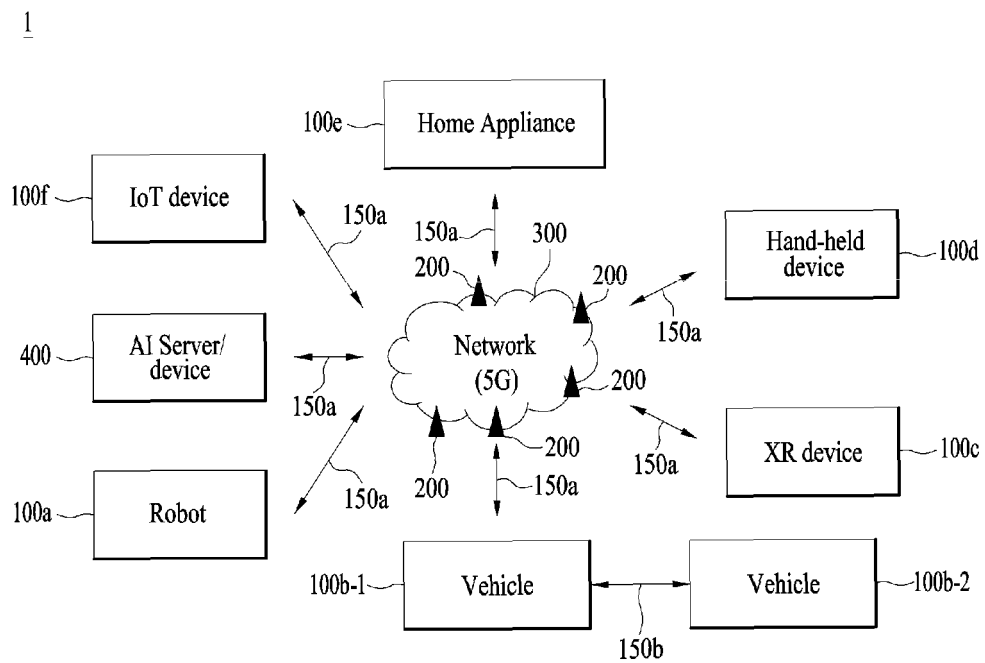 1
100e
Home Appliance
100f
IoT device
150a
150a
300
200
200
Hand-held
device
100d
150a
400
AI Server/
device
150a
Network
(5G)
200
150a
XR device
100c
100a
Robot
150a
200
200
150a
100b-1
Vehicle
Vehicle
100b-2
150b